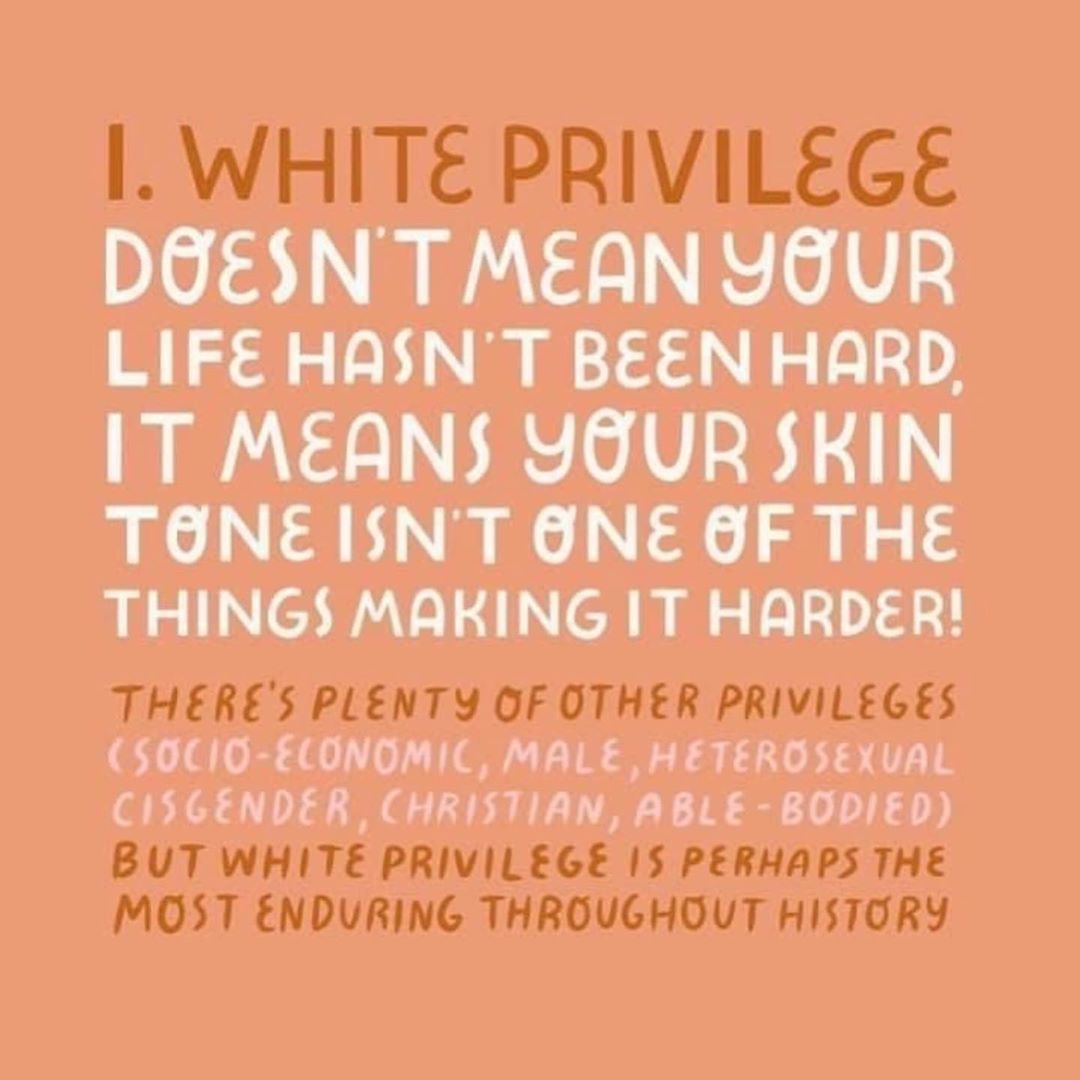 1. WHITE PRIVILEGE
DOESN'T MEAN YOUR
LIFE HASN'T BEEN HARD,
IT MEANS YOUR SKIN
TONE ISN'T ONE OF THE
THINGS MAKING IT HARDER!
THERE'S PLENTY OF OTHER PRIVILEGES
(SOCIO-ECONOMIC, MALE, HETEROSEXUAL
CISGENDER, CHRISTIAN, ABLE-BODIED)
BUT WHITE PRIVILEGE IS PERHAPS THE
MOST ENDURING THROUGHOUT HISTORY